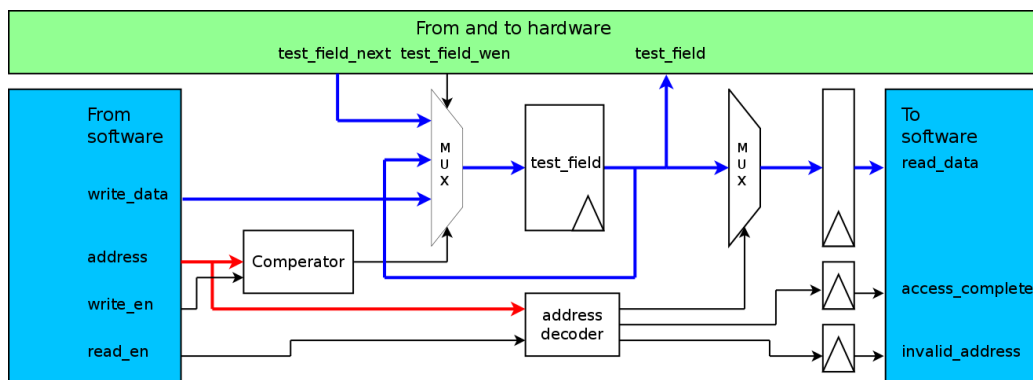 From and to hardware
test_field_next
test_field_wen
test_field
From
software
To
software
M
U
X
test_field
M
U
X
read_data
write_data
address
Comperator
write_en
address
decoder
access_complete
read_en
invalid_address